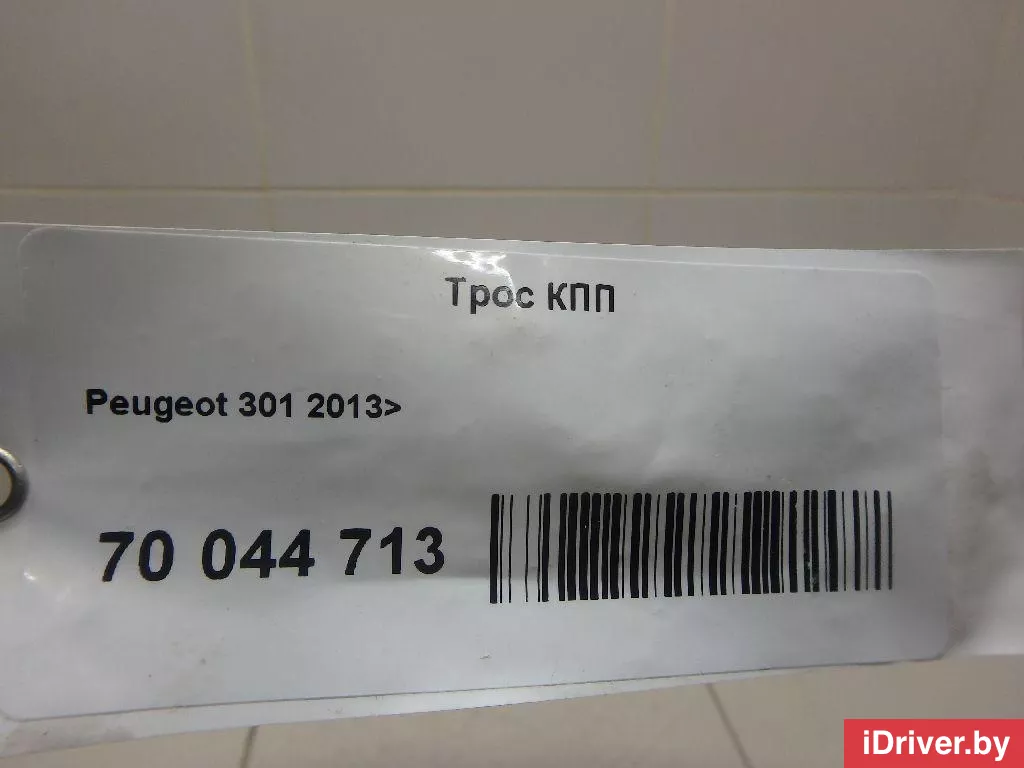 Трос КПП
Peugeot 301 2013>
70 044 713
iDriver.by